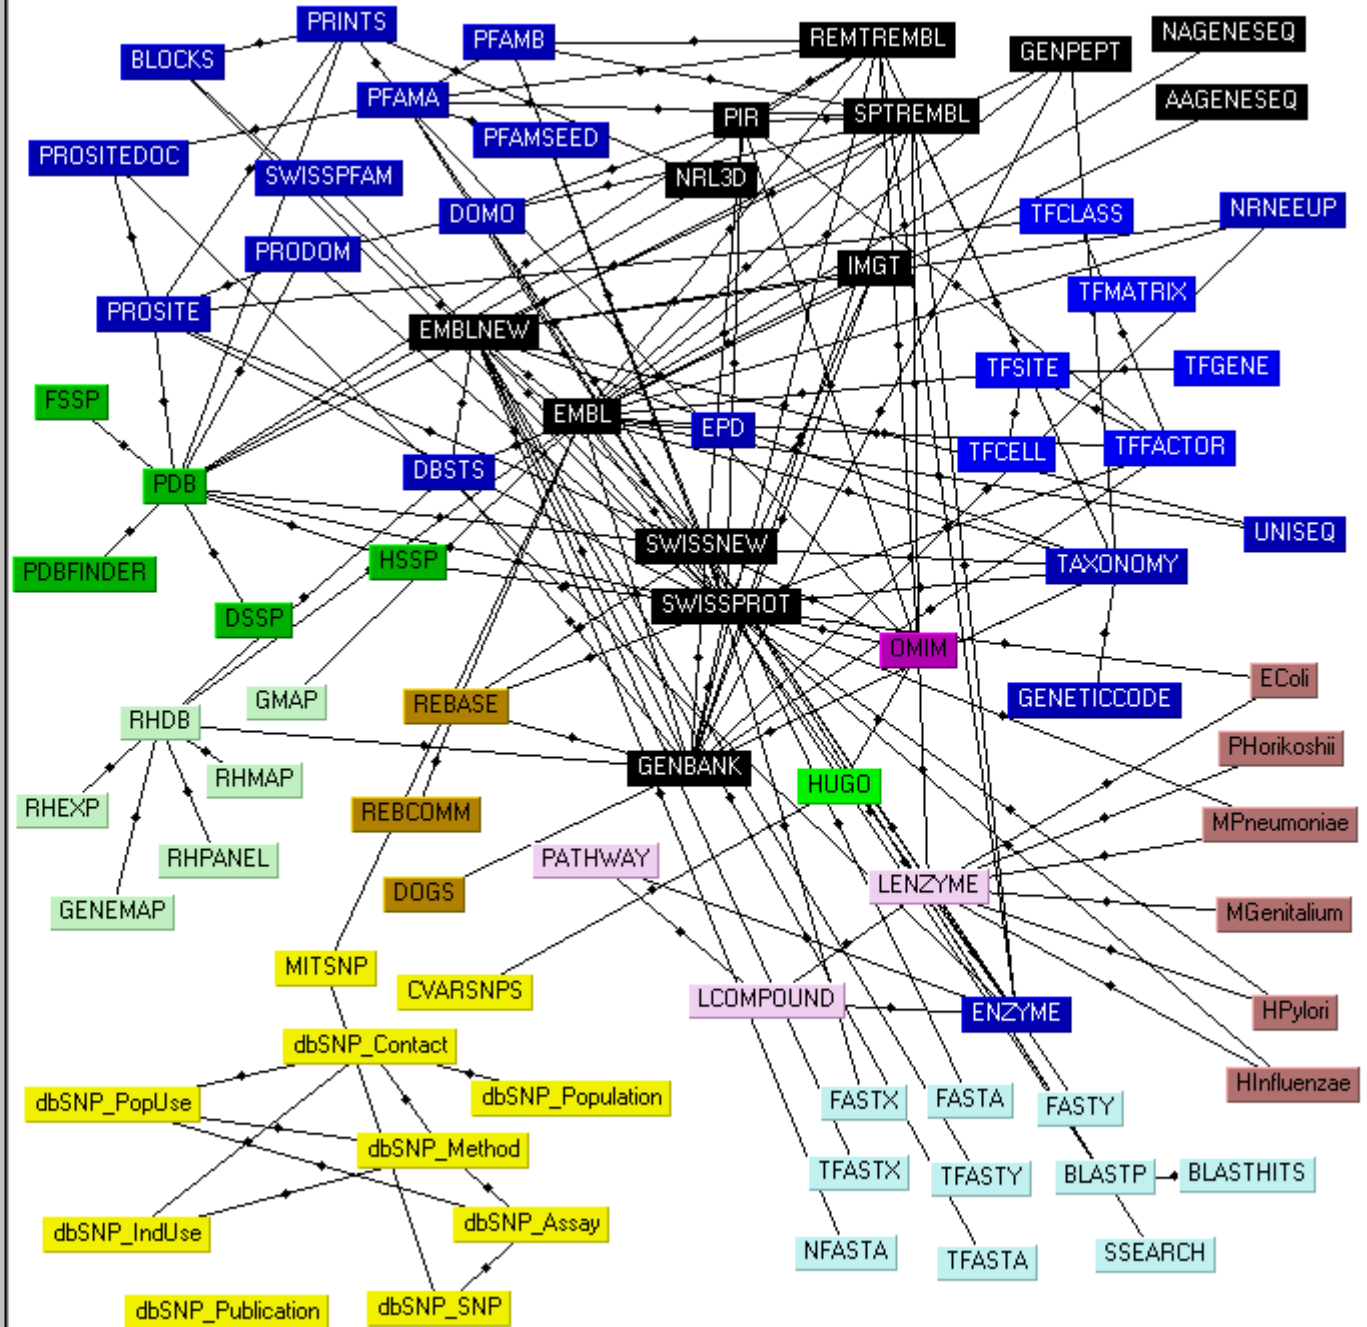 PRINTS
PFAMB
REMTREMBL
GENPEPT
NAGENESEQ
BLOCKS
PFAMA
PIR
SPTREMBL
AAGENESEQ
PFAMSEED
PROSITEDOC
SWISSPFAM
NRL3D
DOMO
TFCLASS
NRNEEUP
PRODOM
IMGT
TFMATRIX
PROSITE
EMBLNEW
TFSITE
TFGENE
FSSP
EMBL
EPD
TFCELL
TFFACTOR
DBSTS
PDB
SWISSNEW
UNISEQ
PDBFINDER
HSSP
TAXONOMY
DSSP
SWISSPROT
OMIM
EColi
GMAP
REBASE
GENETICCODE
RHDB
PHorikoshii
RHMAP
GENBANK
HUGO
RHEXP
REBCOMM
MPneumoniae
RHPANEL
PATHWAY
LENZYME
DOGS
GENEMAP
MGenitalium
MITSNP
CVARSNPS
LCOMPOUND
ENZYME
HPylori
dbSNP_Contact
HInfluenzae
dbSNP_PopUse
dbSNP_Population
FASTX
FASTA
FASTY
dbSNP_Method
TFASTX
TFASTY
BLASTP
BLASTHITS
dbSNP_IndUse
dbSNP_Assay
NFASTA
TFASTA
SSEARCH
dbSNP_Publication
dbSNP_SNP